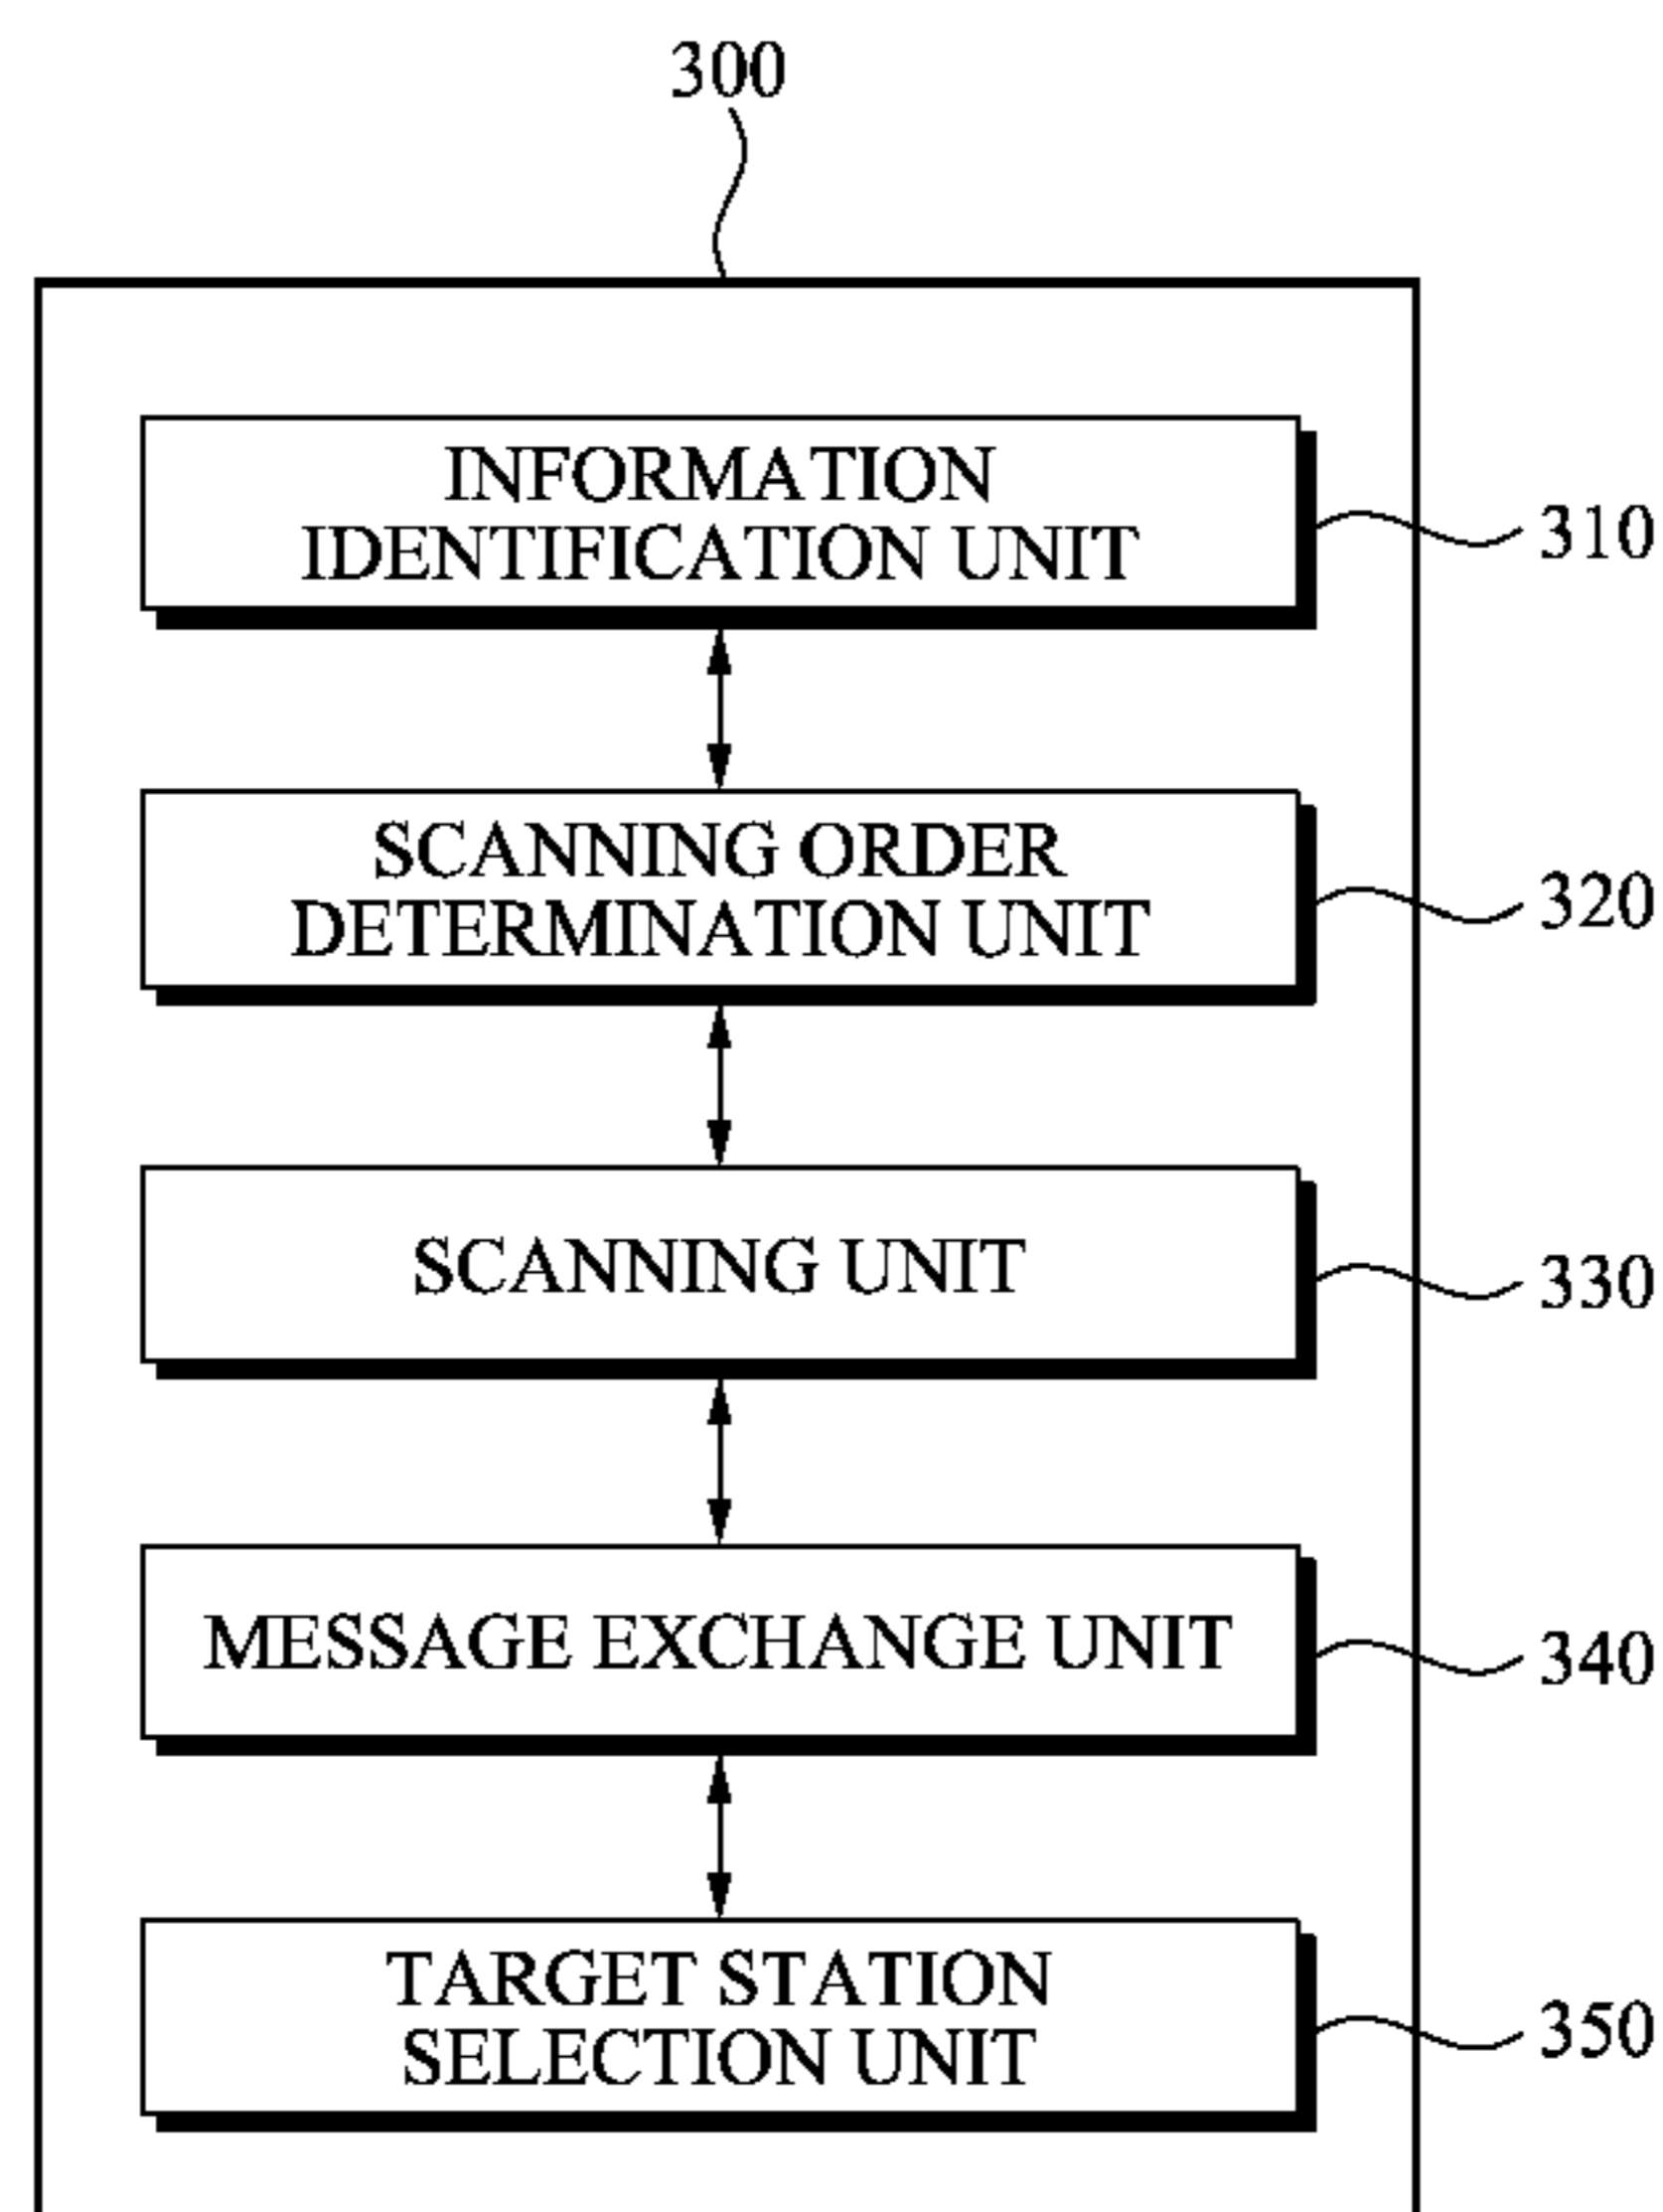 300
INFORMATION
IDENTIFICATION UNIT
310
SCANNING ORDER
DETERMINATION UNIT
320
SCANNING UNIT
330
MESSAGE EXCHANGE UNIT
340
TARGET STATION
SELECTION UNIT
350